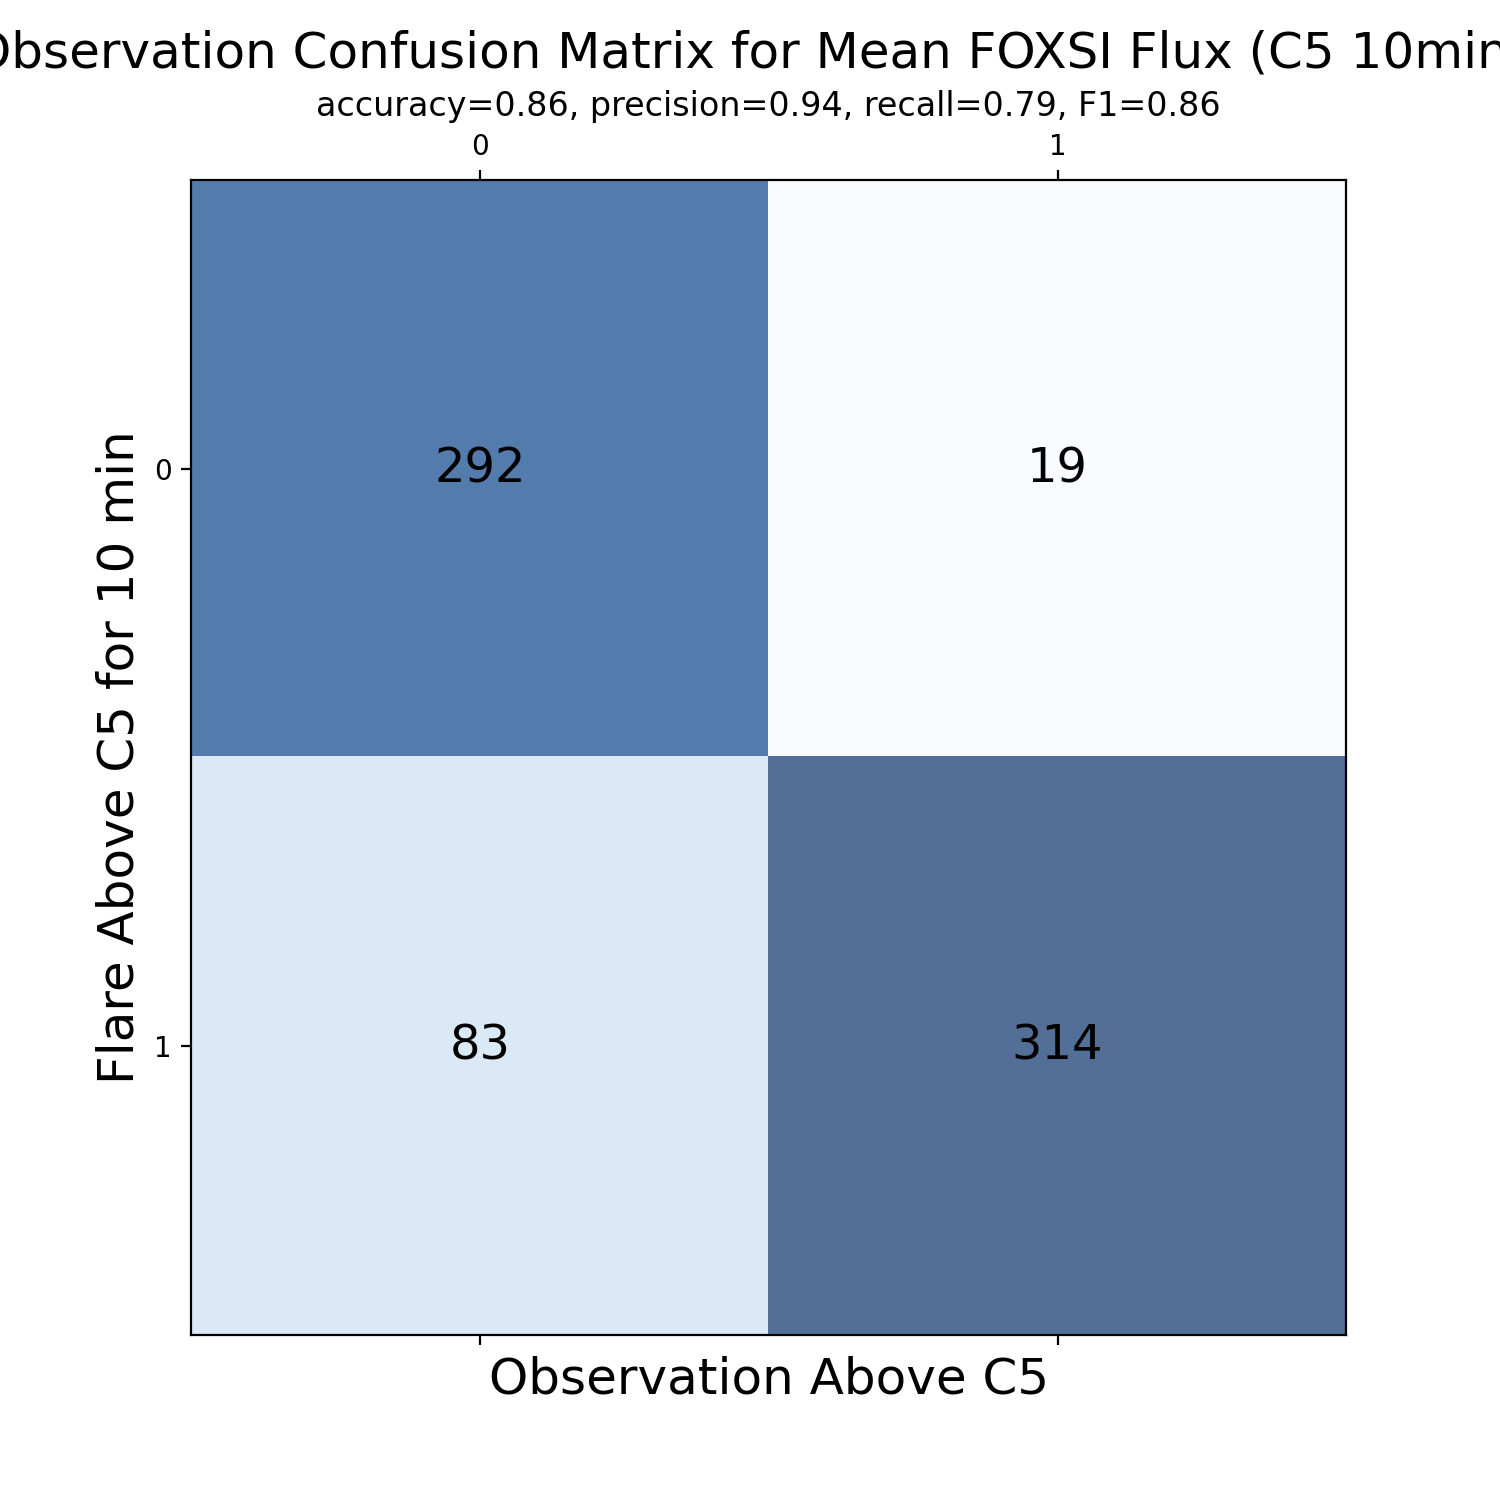 Observation Confusion Matrix for Mean FOXSI Flux (C5 10min
accuracy=0.86, precision=0.94, recall=0.79, F1=0.86
0 1
Flare Above C5 for 10 min
0 292 19
1 83 314
Observation Above C5